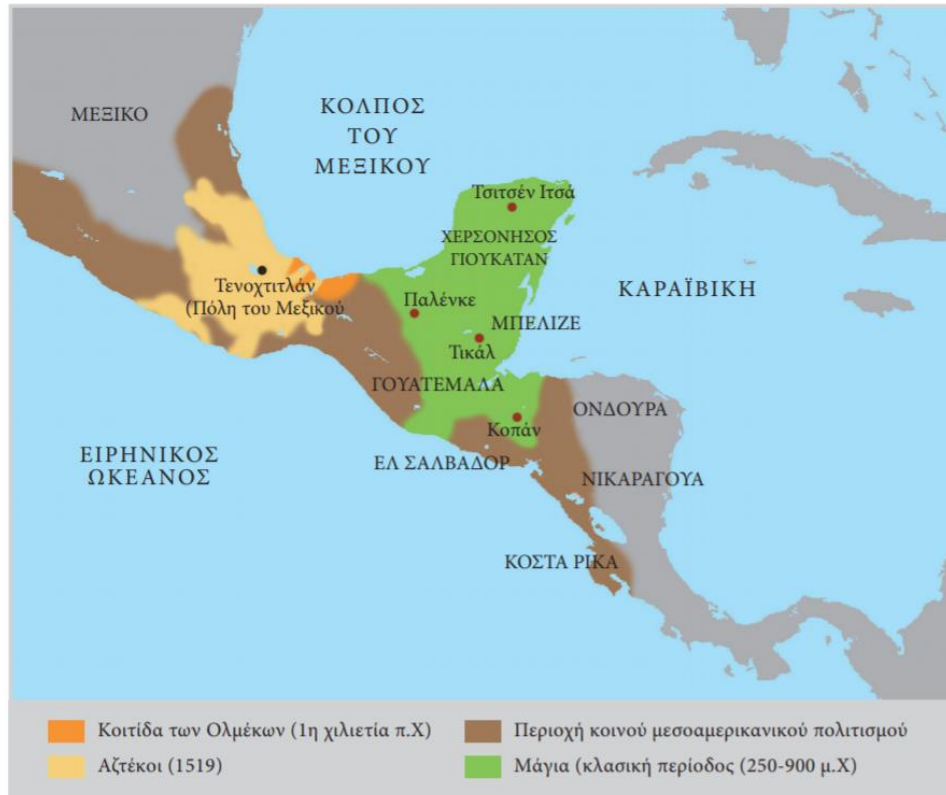 ΜΕΞΙΚΟ
ΚΟΛΠΟΣ
ΤΟΥ
ΜΕΞΙΚΟΥ
Τσιτσέν Ιτσά
ΧΕΡΣΟΝΗΣΟΣ
ΓΙΟΥΚΑΤΑΝ
Τενοχτιτλάν
(Πόλη του Μεξικού
Παλένκε
ΚΑΡΑΪΒΙΚΗ
ΜΠΕΛΙΖΕ
Τικάλ
ΓΟΥΑΤΕΜΑΛΑ
ΟΝΔΟΥΡΑ
Κοπάν
ΕΙΡΗΝΙΚΟΣ
ΩΚΕΑΝΟΣ
ΕΛ ΣΑΛΒΑΔΟΡ
ΝΙΚΑΡΑΓΟΥΑ
ΚΟΣΤΑ ΡΙΚΑ
Κοιτίδα των Ολμέκων (1η χιλιετία π.Χ)
Αζτέκοι (1519)
Περιοχή κοινού μεσοαμερικανικού πολιτισμού
Μάγια (κλασική περίοδος (250-900 μ.Χ)